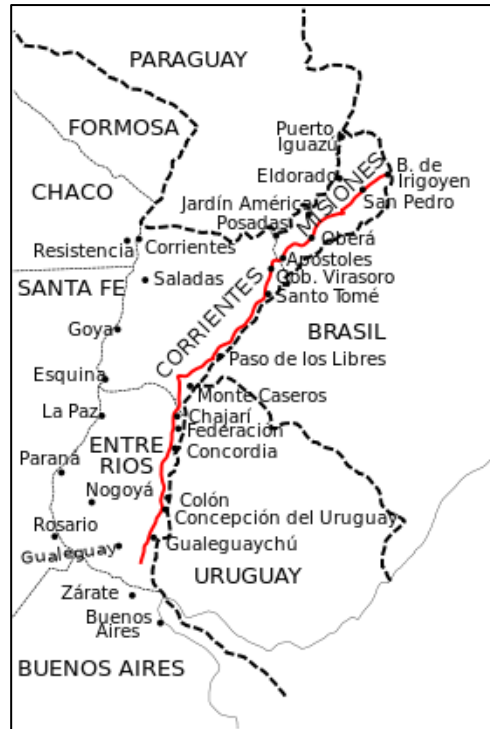 PARAGUAY
FORMOSA
Puerto
Iguazú
CHACO
Eldorado
MISIONES
B. de
Irigoyen
San Pedro
Jardín América
Posadas
Oberá
Resistencia
Corrientes
Apóstoles
Gob. Virasoro
Saladas
Santo Tomé
SANTA FE
CORRIENTES
BRASIL
Goya
Paso de los Libres
Esquina
Monte Caseros
La Paz
Chajarí
Federación
ENTRE
RIOS
Concordia
Paraná
Nogoyá
Colón
Concepción del Uruguay
Rosario
Gualeguay
Gualeguaychú
URUGUAY
Zárate
Buenos
Aires
BUENOS AIRES